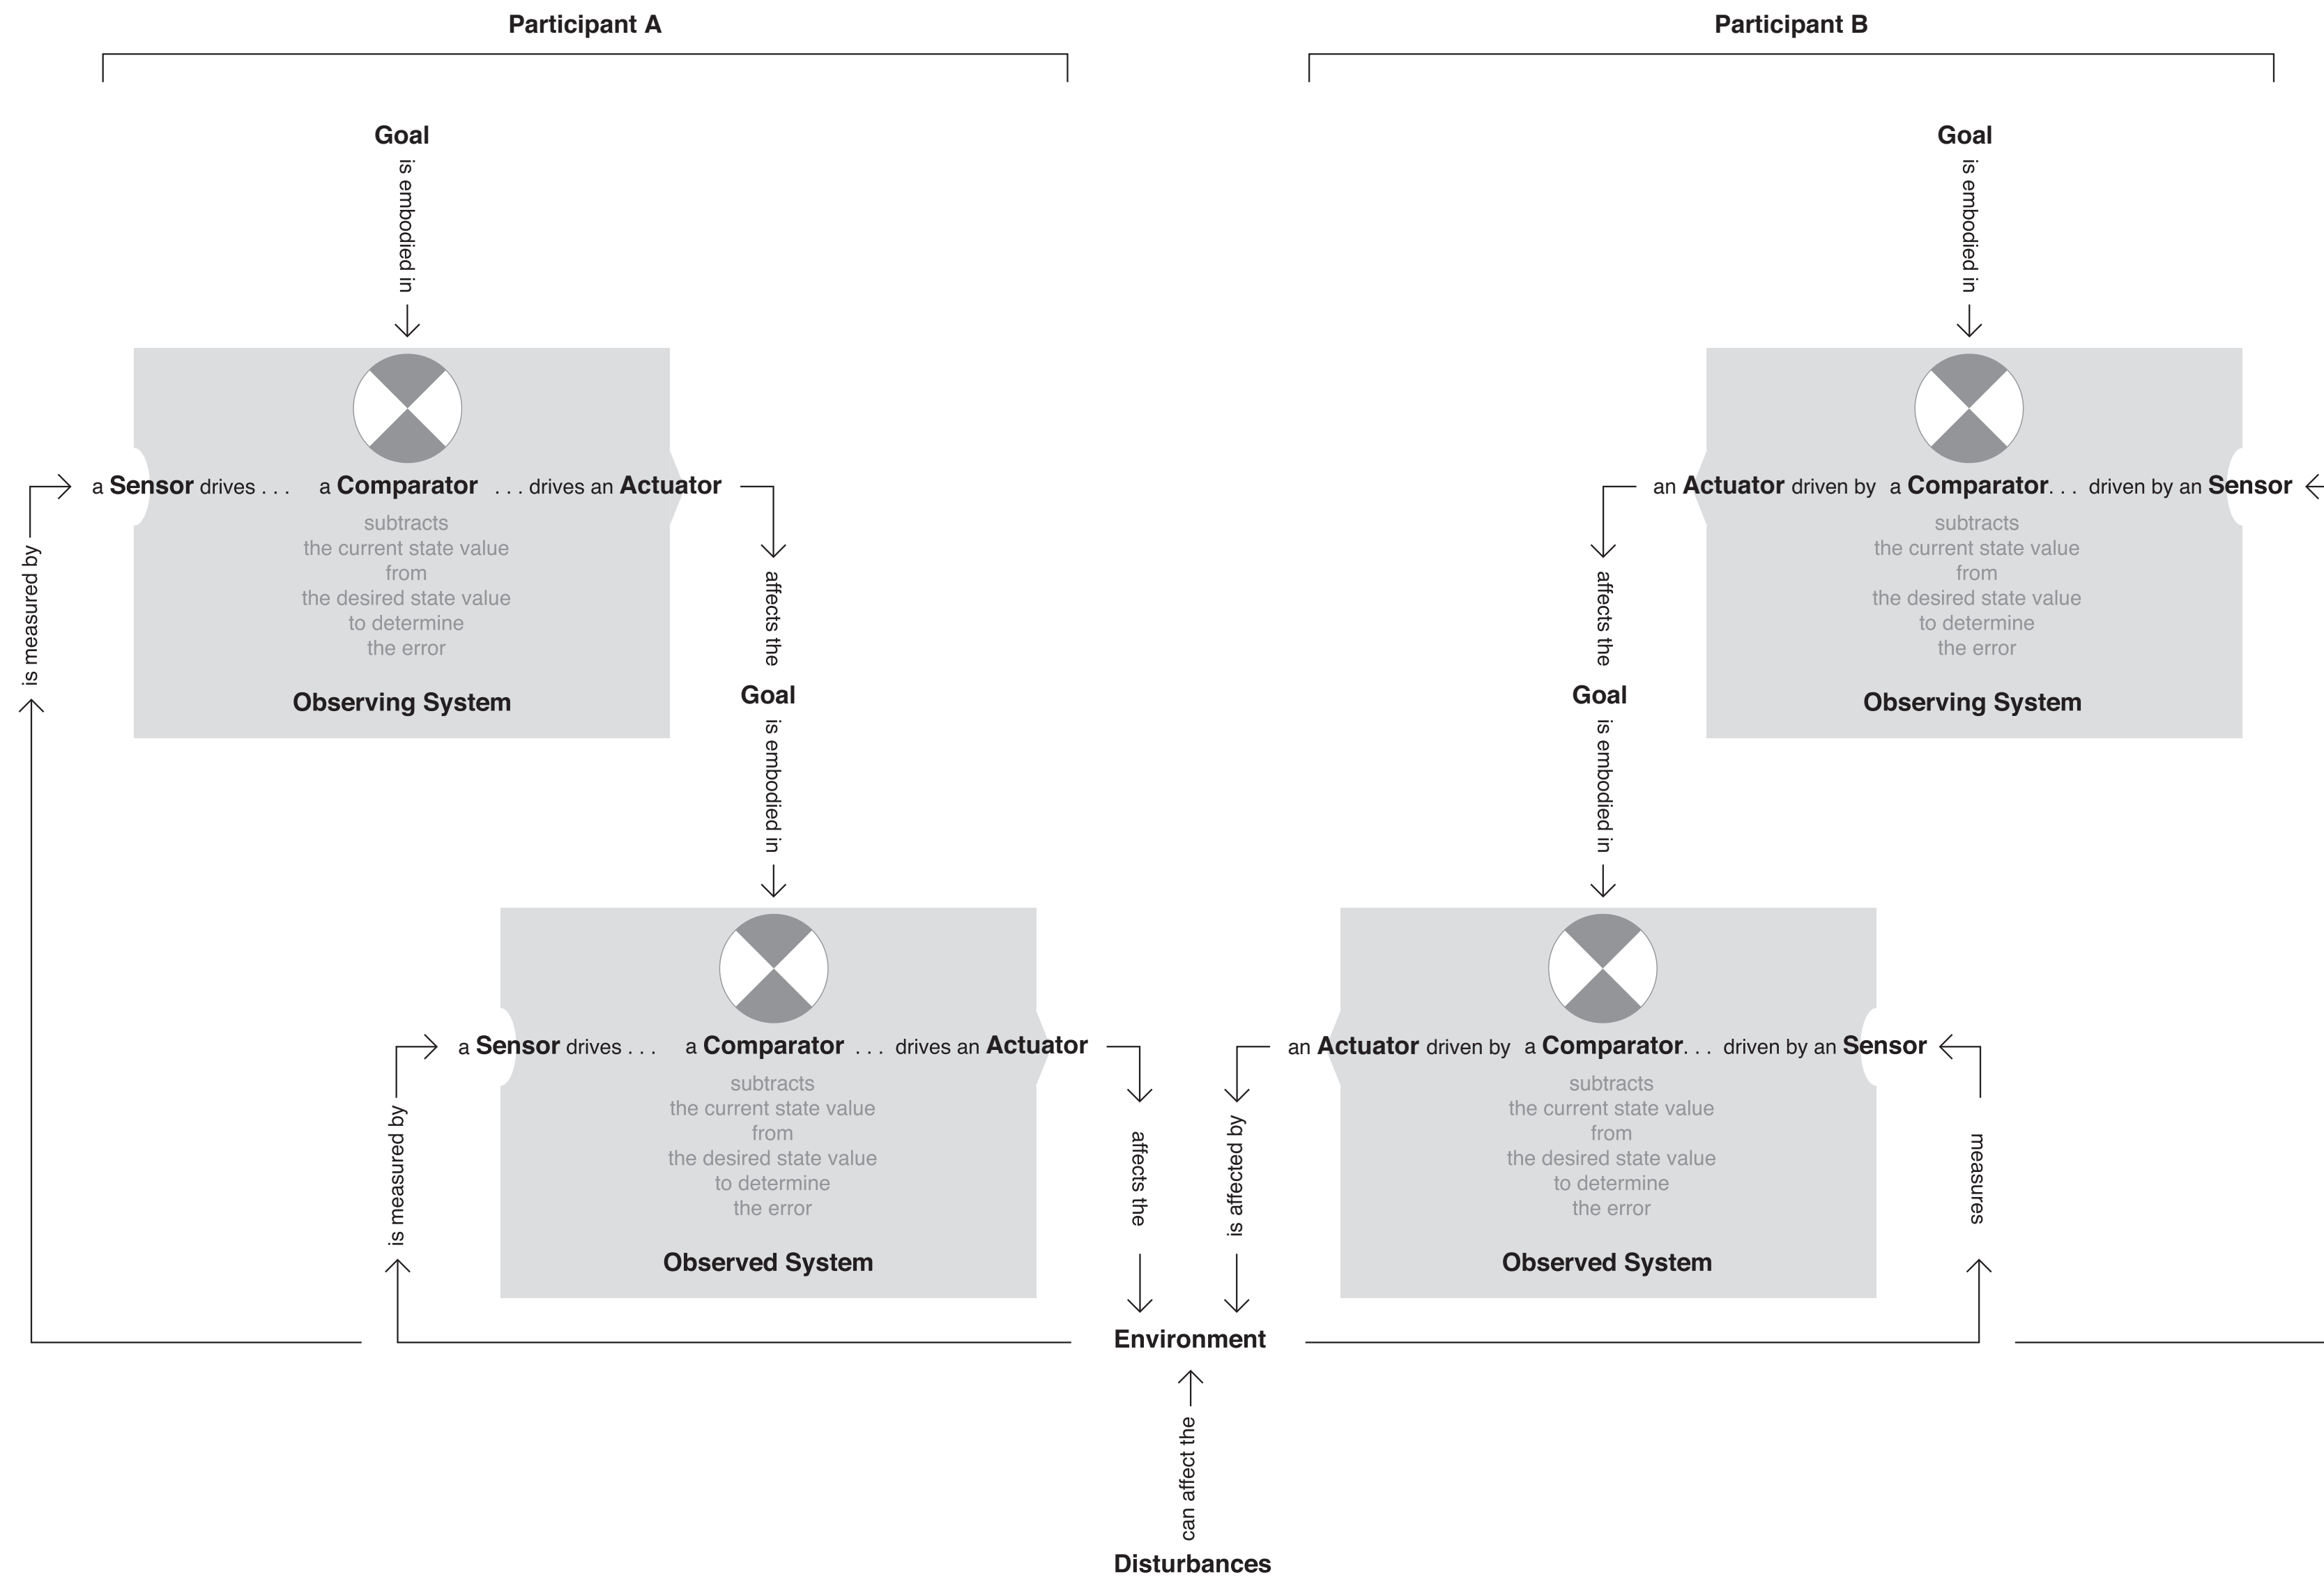 Participant A
Participant B
Goal
is embodied in
Goal
is embodied in
a Sensor drives . . . a Comparator . . . drives an Actuator
subtracts
the current state value
from
the desired state value
to determine
the error
Observing System
is measured by
affects the
Goal
is embodied in
an Actuator driven by a Comparator. . . driven by an Sensor
subtracts
the current state value
from
the desired state value
to determine
the error
Observing System
affects the
Goal
is embodied in
a Sensor drives . . . a Comparator . . . drives an Actuator
subtracts
the current state value
from
the desired state value
to determine
the error
Observed System
is measured by
affects the
is affected by
an Actuator driven by a Comparator. . . driven by an Sensor
subtracts
the current state value
from
the desired state value
to determine
the error
Observed System
measures
Environment
can affect the
Disturbances